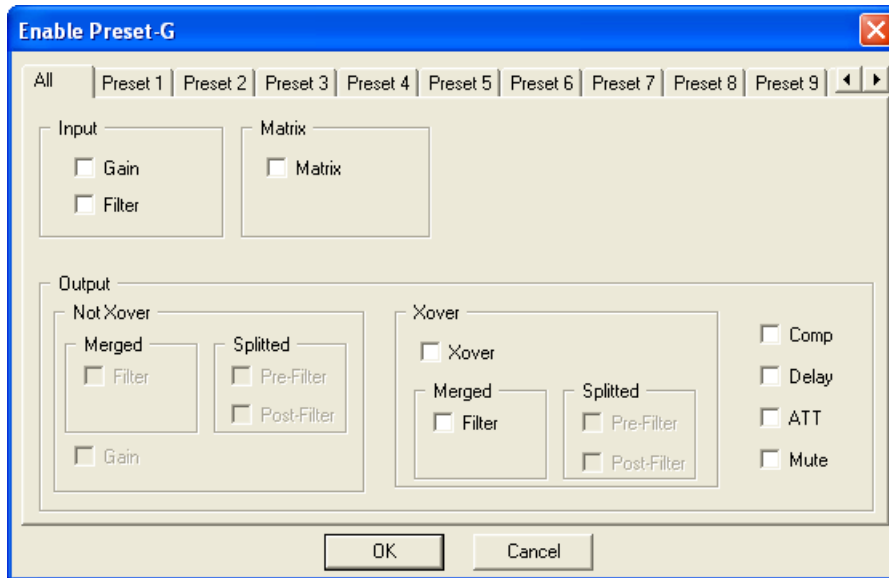 Enable Preset-G
All Preset 1 Preset 2 Preset 3 Preset 4 Preset 5 Preset 6 Preset 7 Preset 8 Preset 9
Input
Gain
Filter
Matrix
Matrix
Output
Not Xover
Merged
Filter
Splitted
Pre-Filter
Post-Filter
Gain
Xover
Xover
Merged
Filter
Splitted
Pre-Filter
Post-Filter
Comp
Delay
ATT
Mute
OK Cancel